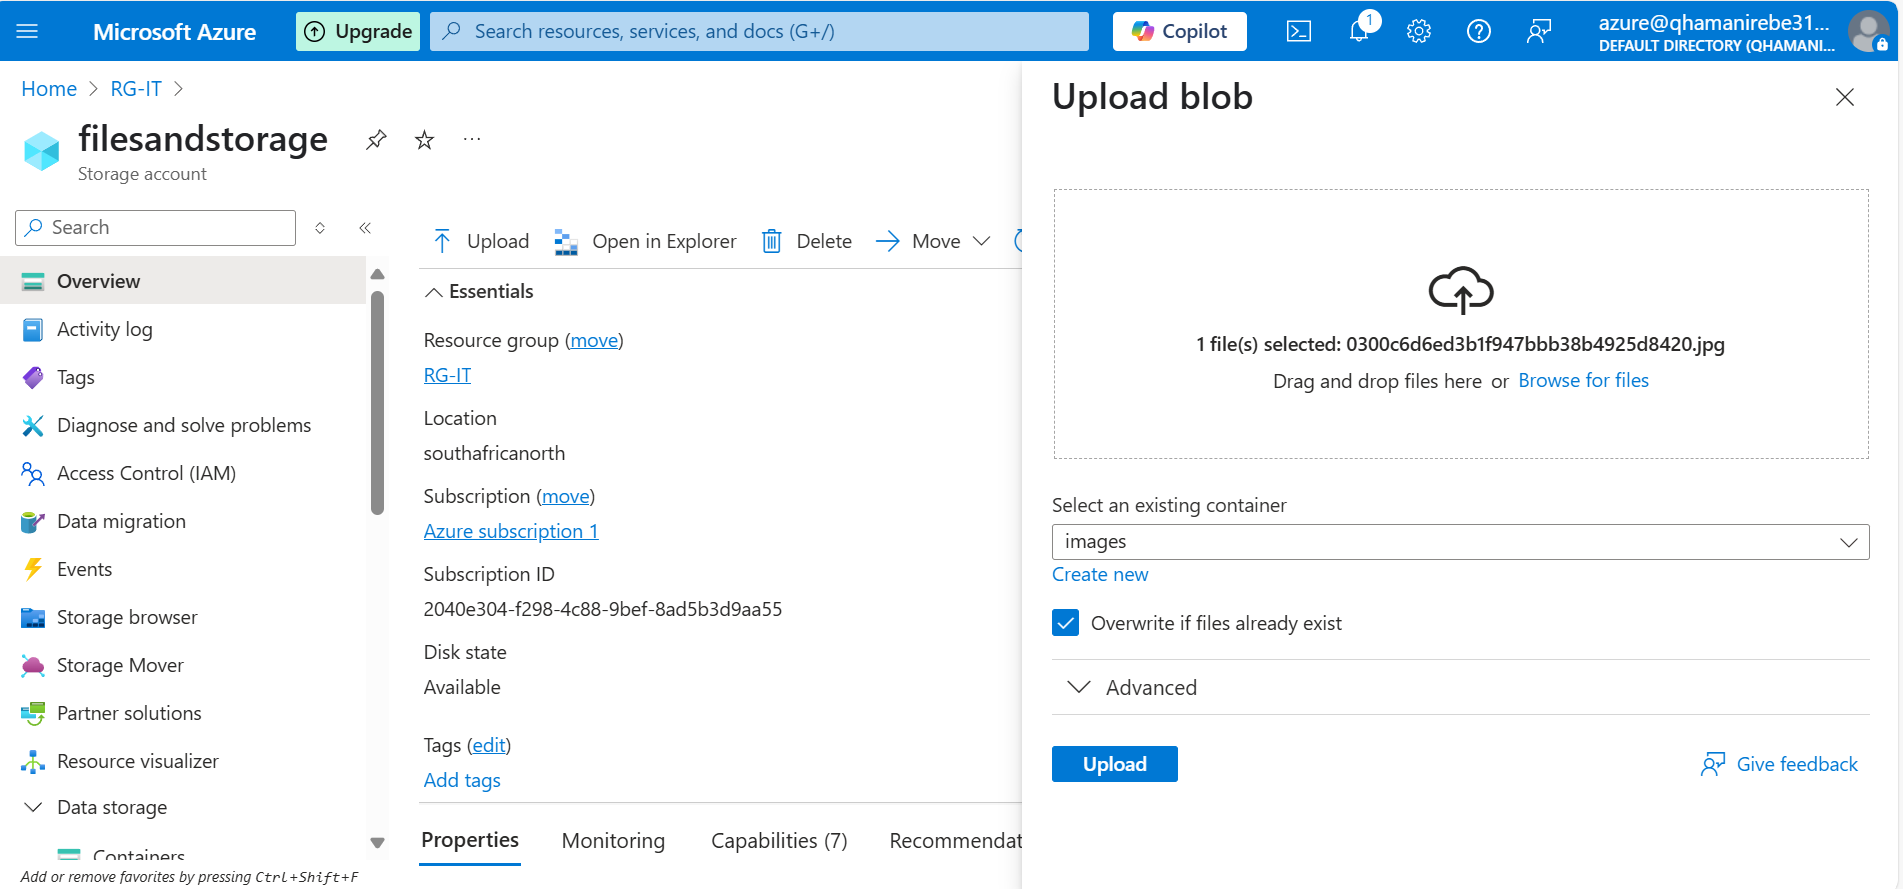 Microsoft Azure
Upgrade
Search resources, services, and docs (G+/)
Copilot
1
azure@qhamanirebe31...
DEFAULT DIRECTORY (QHAMANI...
Home
RG-IT
filesandstorage
Storage account
Search
Overview
Activity log
Tags
Diagnose and solve problems
Access Control (IAM)
Data migration
Events
Storage browser
Storage Mover
Partner solutions
Resource visualizer
Data storage
Containers
Add or remove favorites by pressing Ctrl+Shift+F
Upload
Open in Explorer
Delete
Move
Essentials
Resource group (move)
RG-IT
Location
southafricanorth
Subscription (move)
Azure subscription 1
Subscription ID
2040e304-f298-4c88-9bef-8ad5b3d9aa55
Disk state
Available
Tags (edit)
Add tags
Properties
Monitoring
Capabilities (7)
Recommendat
Upload blob
1 file(s) selected: 0300c6d6ed3b1f947bbb38b4925d8420.jpg
Drag and drop files here or Browse for files
Select an existing container
images
Create new
Overwrite if files already exist
Advanced
Upload
Give feedback